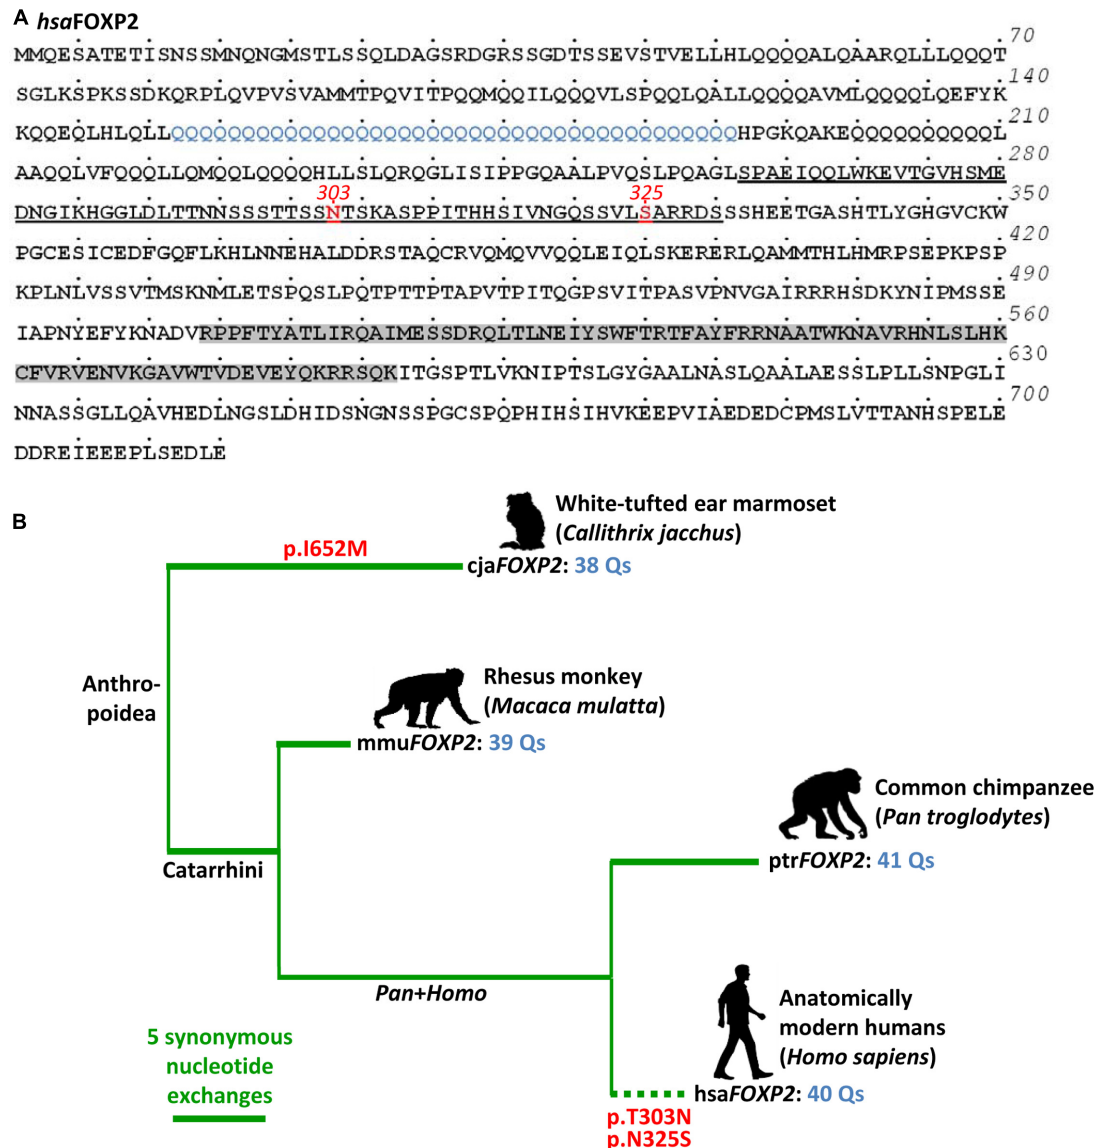 A hsaFOXP2
MMQESATETISNSSMNQNGMSTLSSQLDAGSRDGRSSGDTSSEVSTVELLHLQQQQALQAARQLLLQQQT 70
SGLKSPKSSDKQRPLQVPVSVAMMTPQVITPQQMQQILQQQVLSPQQLQALLQQQQAVMLQQQQLQEFYK 140
KQQEQLHLQLLQQQQQQQQQQQQQQQQQQQQQQQQQQQQQQQQQQQQQQQHPGKQAKEQQQQQQQQQQQL 210
AAQQLVFQQQLLQMQQLQQQQHLLSLQRQGLISIPPGQAALPVQSLPQAGLSPAEIQQLWKEVTGVHSME 280
303 325
DNGIKHGGLDLTTNNSSSTTSSNTSKASPPITHHSIVNGQSSVLSARRDSSSHEETGASHTLYGHGVCKW 350
PGCESICEDFGQFLKHLNNEHALDDRSTAQCRVQMQVVQQLEIQLSKERERLQAMMTHLHMRPSEPKPSP 420
KPLNLVSSVTMSKNMLETSPQSLPQTPTTPTAPVTPITQGPSVITPASVPNVGAIRRRHSDKYNIPMSSE 490
IAPNYEFYKNADVRPPFTYATLIRQAIMESSDRQLTLNEIYSWFTRTFAYFRRNAATWKNAVRHNLSLHK 560
CFVRVENVKGAVWTVDEVEYQKRRSQKITGSPTLVKNIPTSLGYGAALNASLQAALAESSLPLLSNPGLI 630
NNASSGLLQAVHEDLNGSLDHIDSNGNSSPGCSPQPHIHSIHVKEEPVIAEDEDCPMSLVTTANHSPELE 700
DDREIEEEPLSEDLE
B
White-tufted ear marmoset
(Callithrix jacchus)
p.I652M
cjaFOXP2: 38 Qs
Rhesus monkey
(Macaca mulatta)
Anthro-
poidea
mmuFOXP2: 39 Qs
Common chimpanzee
(Pan troglodytes)
Catarrhini
ptrFOXP2: 41 Qs
Pan+Homo
Anatomically
modern humans
(Homo sapiens)
5 synonymous
nucleotide
exchanges
hsaFOXP2: 40 Qs
p.T303N
p.N325S